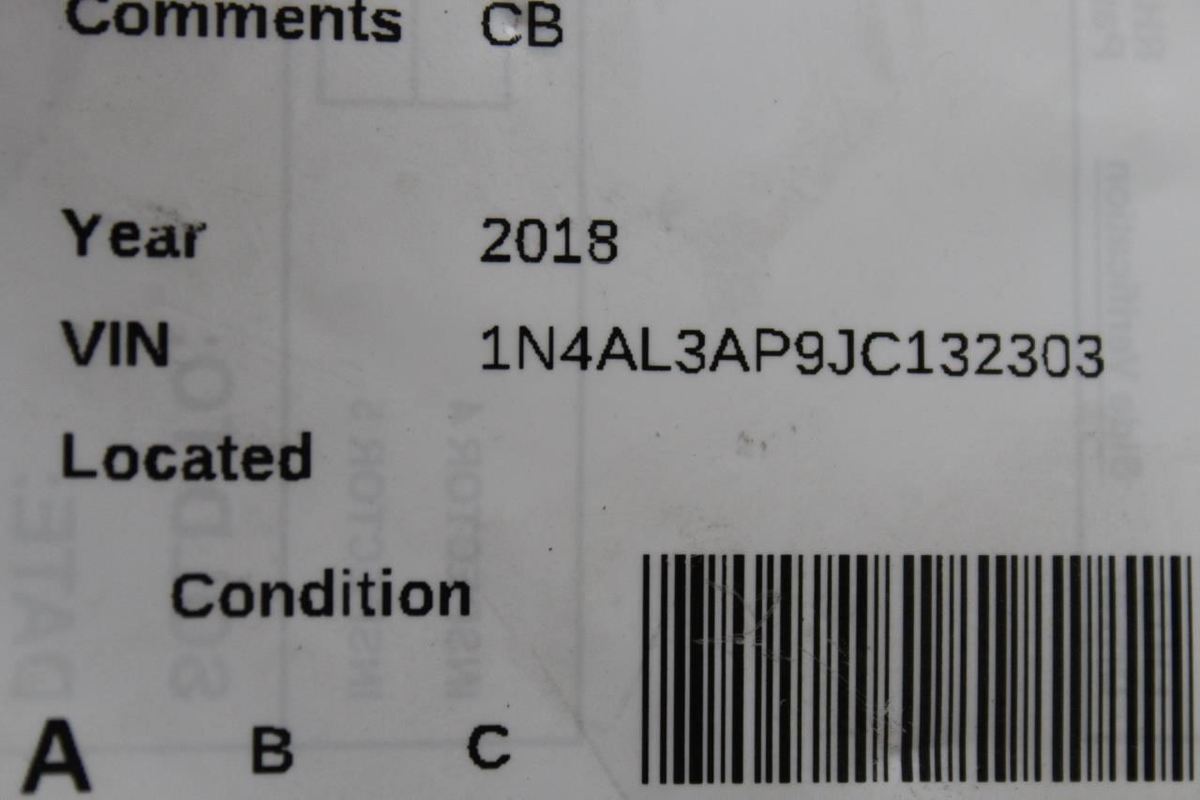 Comments CB
Year 2018
VIN 1N4AL3AP9JC132303
Located
Condition
A B C